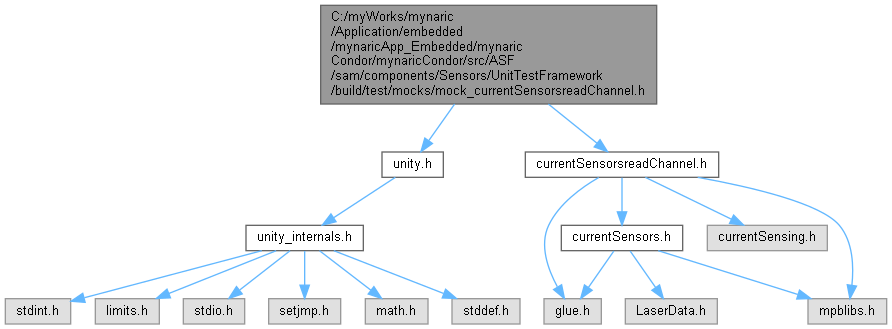 C:/myWorks/mynaric
/Application/embedded
/mynaricApp_Embedded/mynaric
Condor/mynaricCondor/src/ASF
/sam/components/Sensors/UnitTestFramework
/build/test/mocks/mock_currentSensorsreadChannel.h
unity.h
currentSensorsreadChannel.h
unity_internals.h
currentSensors.h
currentSensing.h
stdint.h
limits.h
stdio.h
setjmp.h
math.h
stddef.h
glue.h
LaserData.h
mpblibs.h